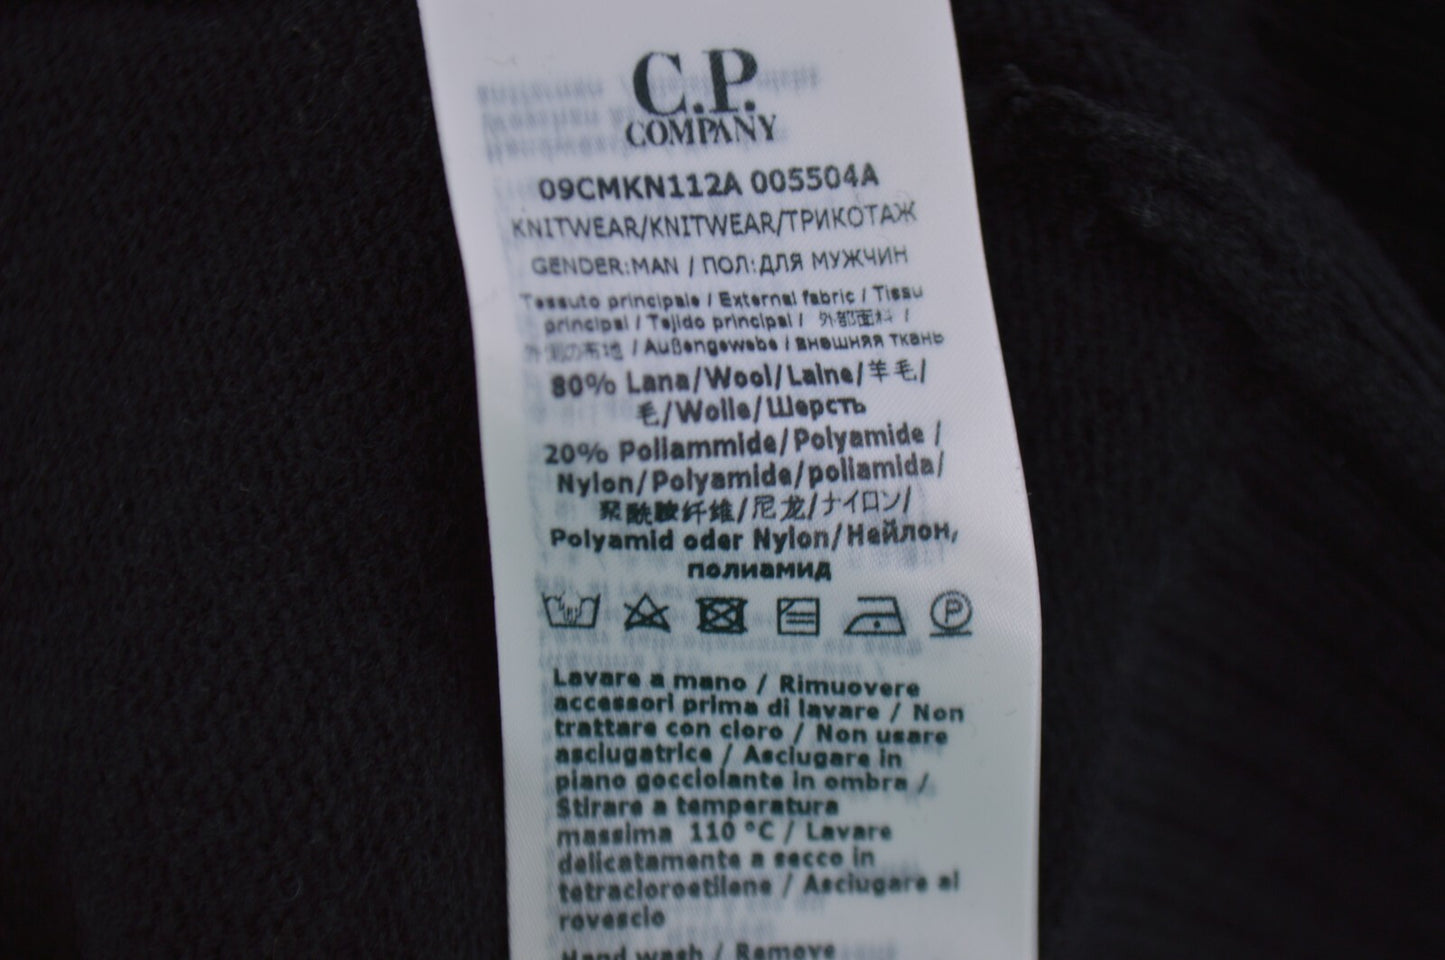 C.P.
COMPANY
09CMKN112A 005504A
KNITWEAR/KNITWEAR/ТРИКОТАЖ
GENDER:MAN / ПОЛ:ДЛЯ МУЖЧИН
Tessuto principale / External fabric / Tissu
principal / Tejido principal / 外部面料 /
外側の布地 / Außengewebe / внешняя ткань
80% Lana/Wool/Laine/羊毛/
毛/Wolle/Шерсть
20% Poliammide/Polyamide /
Nylon/Polyamide/poliamida/
聚酰胺纤维/尼龙/ナイロン/
Polyamid oder Nylon/Нейлон,
полиамид
P
Lavare a mano / Rimuovere
accessori prima di lavare / Non
trattare con cloro / Non usare
asciugatrice / Asciugare in
piano gocciolante in ombra /
Stirare a temperatura
massima 110 °C / Lavare
delicatamente a secco in
tetracloroetilene / Asciugare al
rovescio
Hand wash / Remove